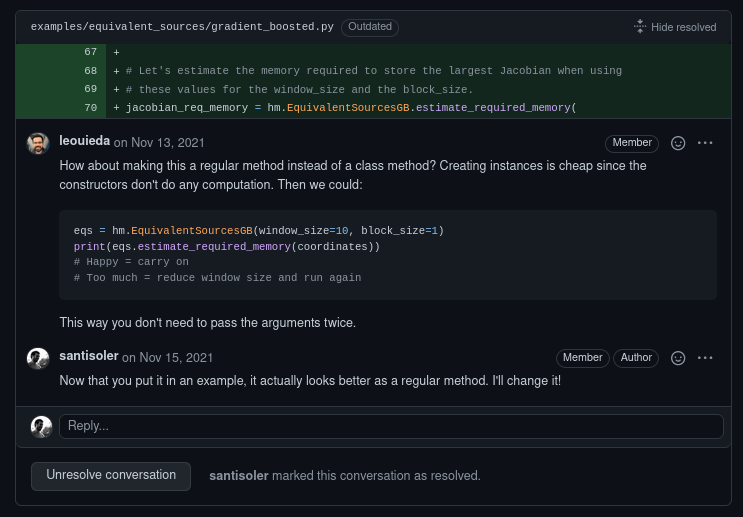 examples/equivalent_sources/gradient_boosted.py Outdated Hide resolved
67 +
68 + # Let's estimate the memory required to store the largest Jacobian when using
69 + # these values for the window_size and the block_size.
70 + jacobian_req_memory = hm.EquivalentSourcesGB.estimate_required_memory(
leouieda on Nov 13, 2021 Member
How about making this a regular method instead of a class method? Creating instances is cheap since the
constructors don't do any computation. Then we could:
eqs = hm.EquivalentSourcesGB(window_size=10, block_size=1)
print(eqs.estimate_required_memory(coordinates))
# Happy = carry on
# Too much = reduce window size and run again
This way you don't need to pass the arguments twice.
santisoler on Nov 15, 2021 Member Author
Now that you put it in an example, it actually looks better as a regular method. I'll change it!
Reply...
Unresolve conversation santisoler marked this conversation as resolved.